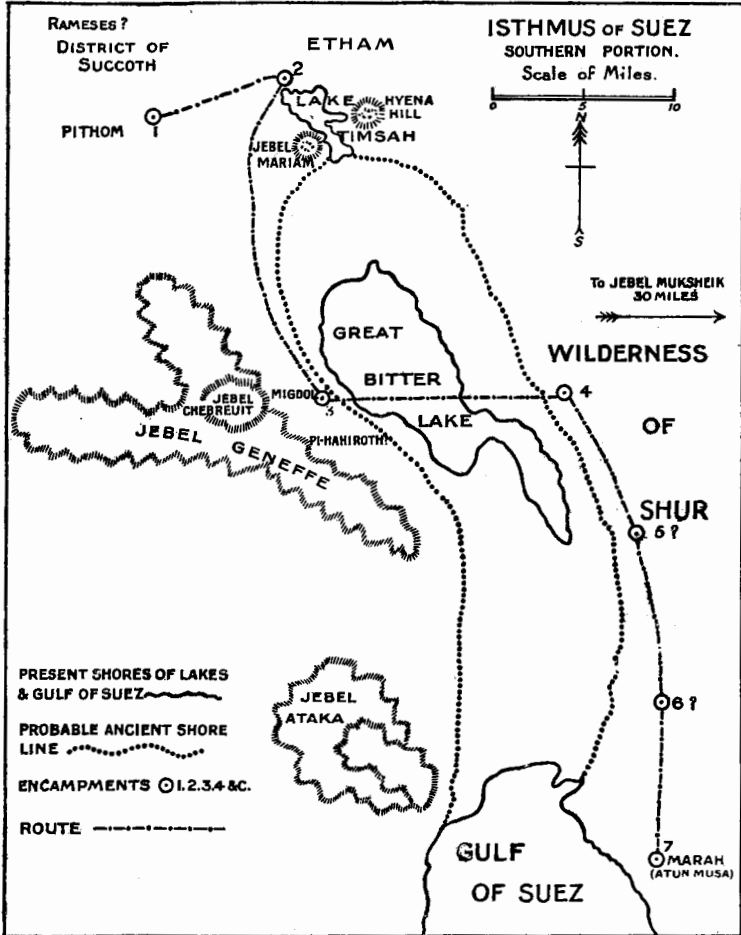 RAMESES?
DISTRICT OF
SUCCOTH
ETHAM
ISTHMUS OF SUEZ
SOUTHERN PORTION.
Scale of Miles.
0 5 10
N
S
2
PITHOM
1
LAKE
TIMSAH
HYENA
HILL
JEBEL
MARIAM
TO JEBEL MUKSHEIK
30 MILES
GREAT
BITTER
LAKE
WILDERNESS
OF
SHUR
MIGDOL
3
4
JEBEL
CHEBREUIT
PI-HAHIROTH?
JEBEL
GENEFFE
5?
6?
JEBEL
ATAKA
PRESENT SHORES OF LAKES
& GULF OF SUEZ
PROBABLE ANCIENT SHORE
LINE
ENCAMPMENTS ⊙ 1.2.3.4 &C.
ROUTE
GULF
OF SUEZ
7
MARAH
(ATUN MUSA)